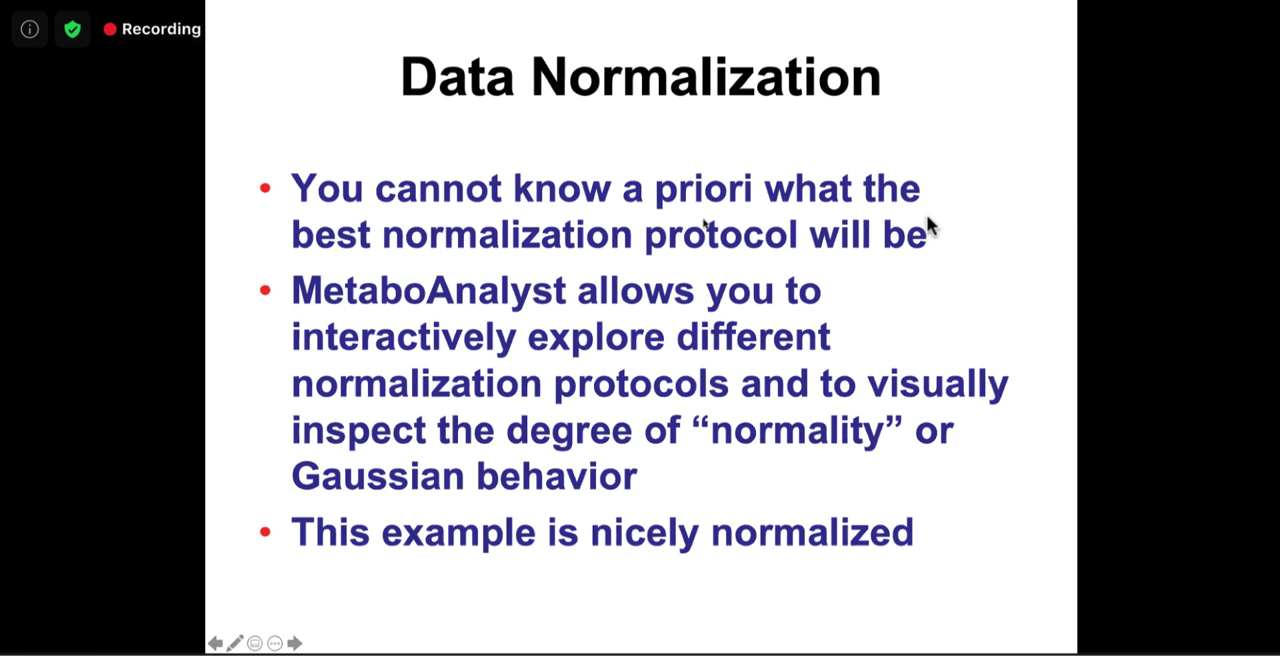 Recording
Data Normalization
• You cannot know a priori what the
best normalization protocol will be
• MetaboAnalyst allows you to
interactively explore different
normalization protocols and to visually
inspect the degree of “normality” or
Gaussian behavior
• This example is nicely normalized